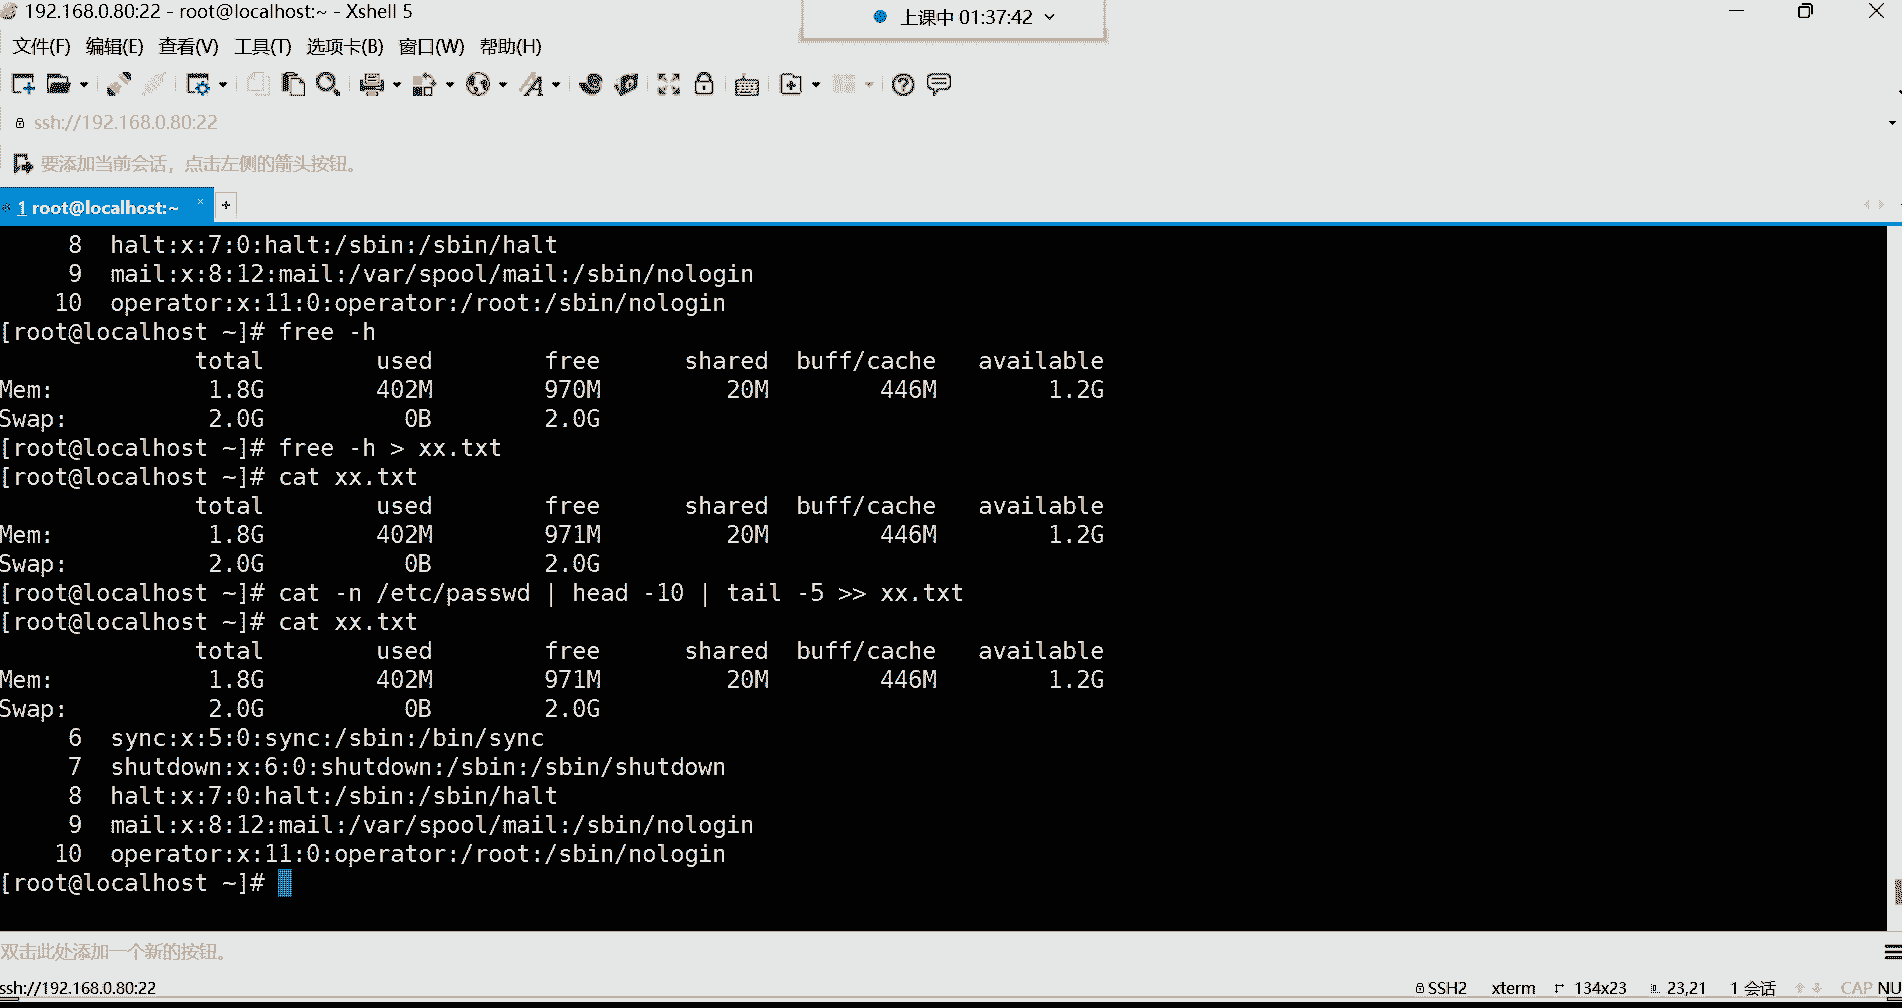 192.168.0.80:22 - root@localhost:~ - Xshell 5
上课中 01:37:42
文件(F) 编辑(E) 查看(V) 工具(T) 选项卡(B) 窗口(W) 帮助(H)
ssh://192.168.0.80:22
要添加当前会话，点击左侧的箭头按钮。
1 root@localhost:~ × +
     8  halt:x:7:0:halt:/sbin:/sbin/halt
     9  mail:x:8:12:mail:/var/spool/mail:/sbin/nologin
    10  operator:x:11:0:operator:/root:/sbin/nologin
[root@localhost ~]# free -h
              total        used        free      shared  buff/cache   available
Mem:           1.8G        402M        970M         20M        446M        1.2G
Swap:          2.0G          0B        2.0G
[root@localhost ~]# free -h > xx.txt
[root@localhost ~]# cat xx.txt
              total        used        free      shared  buff/cache   available
Mem:           1.8G        402M        971M         20M        446M        1.2G
Swap:          2.0G          0B        2.0G
[root@localhost ~]# cat -n /etc/passwd | head -10 | tail -5 >> xx.txt
[root@localhost ~]# cat xx.txt
              total        used        free      shared  buff/cache   available
Mem:           1.8G        402M        971M         20M        446M        1.2G
Swap:          2.0G          0B        2.0G
     6  sync:x:5:0:sync:/sbin:/bin/sync
     7  shutdown:x:6:0:shutdown:/sbin:/sbin/shutdown
     8  halt:x:7:0:halt:/sbin:/sbin/halt
     9  mail:x:8:12:mail:/var/spool/mail:/sbin/nologin
    10  operator:x:11:0:operator:/root:/sbin/nologin
[root@localhost ~]#
双击此处添加一个新的按钮。
ssh://192.168.0.80:22 SSH2 xterm 134x23 23,21 1 会话 CAP NU